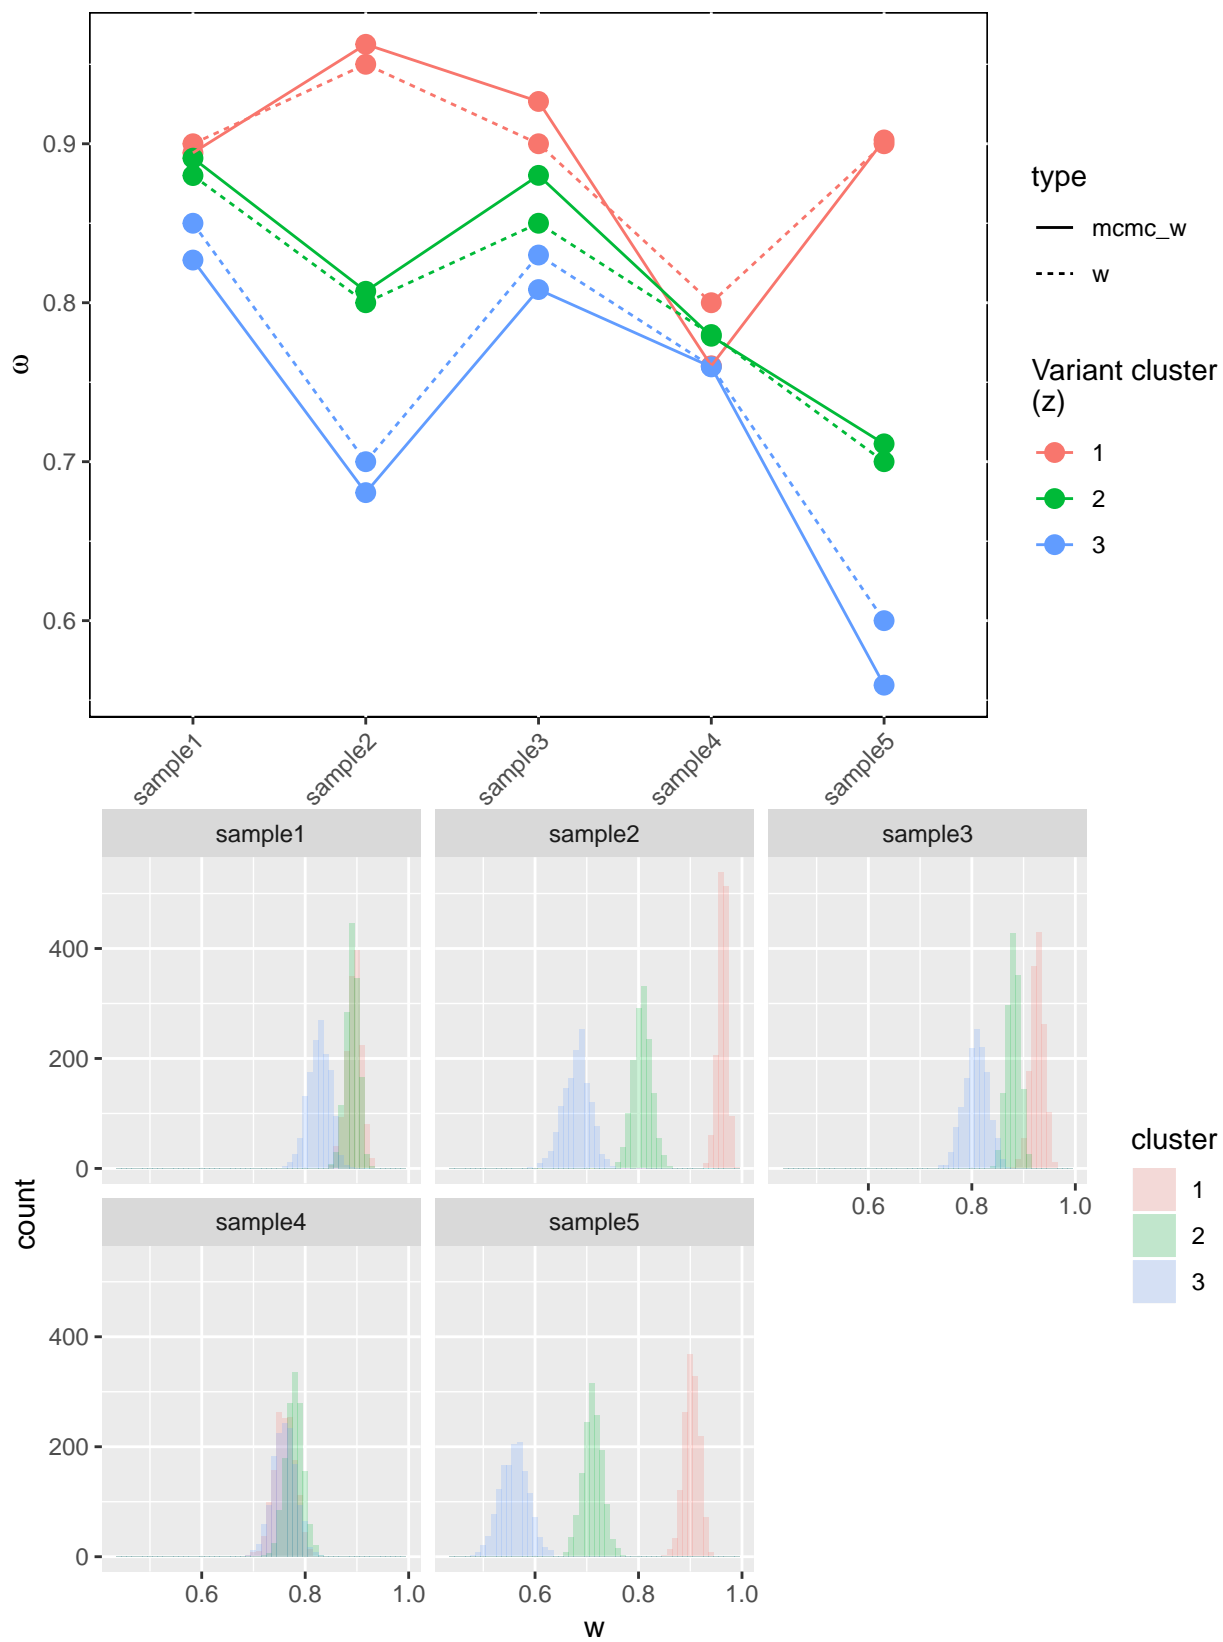 0.9
0.8
0.7
0.6
ω
sample1
sample2
sample3
sample4
sample5
type
mcmc_w
w
Variant cluster
(z)
1
2
3
sample1
sample2
sample3
400
200
0
0.6 0.8 1.0
sample4
sample5
400
200
0
0.6 0.8 1.0
0.6 0.8 1.0
count
w
cluster
1
2
3